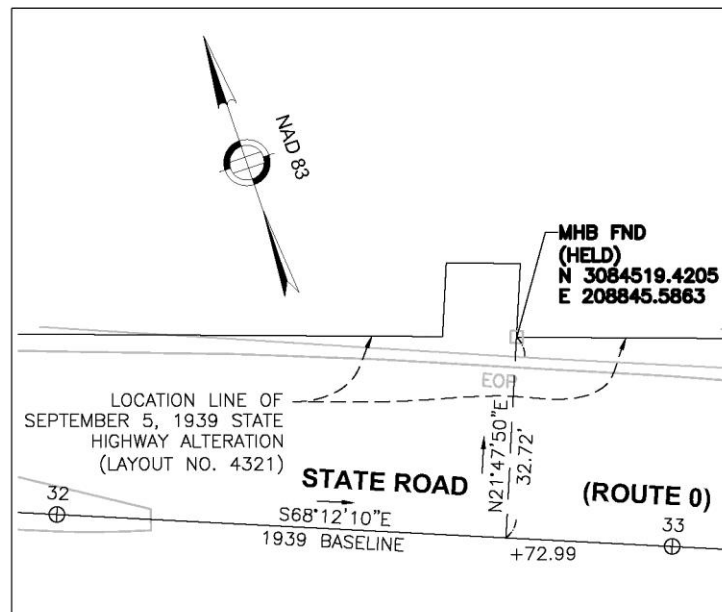 NAD 83
MHB FND
(HELD)
N 3084519.4205
E 208845.5863
EOP
LOCATION LINE OF
SEPTEMBER 5, 1939 STATE
HIGHWAY ALTERATION
(LAYOUT NO. 4321)
N21°47'50"E
32.72'
STATE ROAD
(ROUTE 0)
32
S68°12'10"E
1939 BASELINE
33
+72.99